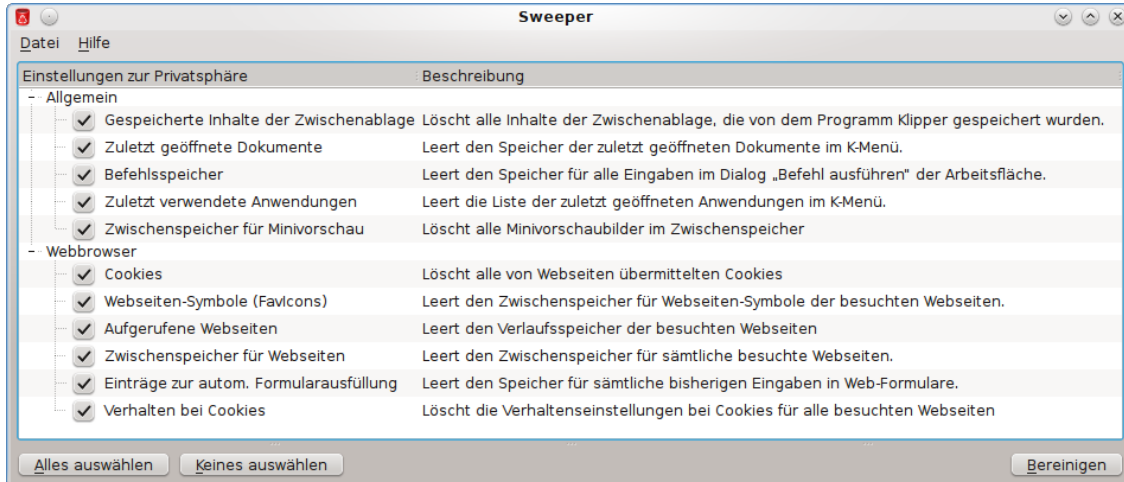 Sweeper
Datei Hilfe
Einstellungen zur Privatsphäre Beschreibung
Allgemein
Gespeicherte Inhalte der Zwischenablage Löscht alle Inhalte der Zwischenablage, die von dem Programm Klipper gespeichert wurden.
Zuletzt geöffnete Dokumente Leert den Speicher der zuletzt geöffneten Dokumente im K-Menü.
Befehlsspeicher Leert den Speicher für alle Eingaben im Dialog „Befehl ausführen" der Arbeitsfläche.
Zuletzt verwendete Anwendungen Leert die Liste der zuletzt geöffneten Anwendungen im K-Menü.
Zwischenspeicher für Minivorschau Löscht alle Minivorschaubilder im Zwischenspeicher
Webbrowser
Cookies Löscht alle von Webseiten übermittelten Cookies
Webseiten-Symbole (FavIcons) Leert den Zwischenspeicher für Webseiten-Symbole der besuchten Webseiten.
Aufgerufene Webseiten Leert den Verlaufsspeicher der besuchten Webseiten
Zwischenspeicher für Webseiten Leert den Zwischenspeicher für sämtliche besuchte Webseiten.
Einträge zur autom. Formularausfüllung Leert den Speicher für sämtliche bisherigen Eingaben in Web-Formulare.
Verhalten bei Cookies Löscht die Verhaltenseinstellungen bei Cookies für alle besuchten Webseiten
Alles auswählen Keines auswählen Bereinigen